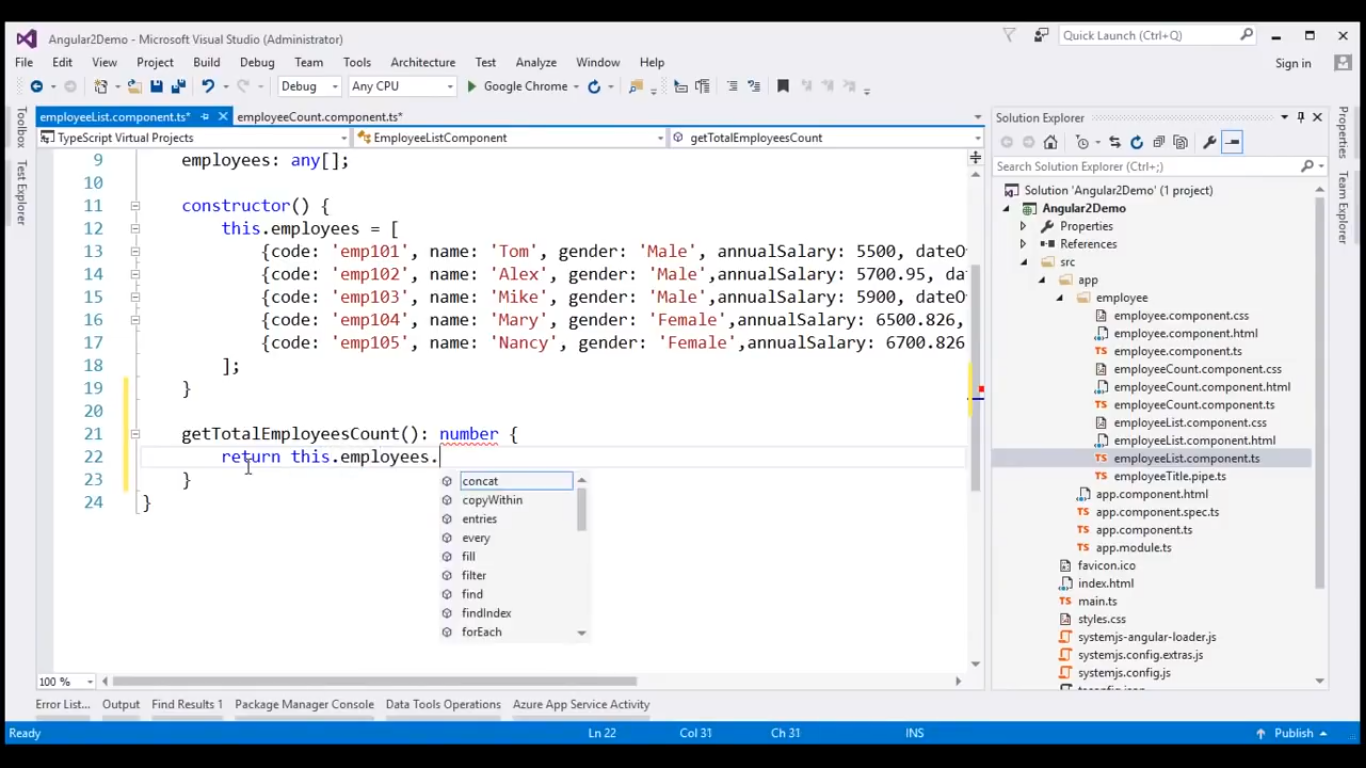 Angular2Demo - Microsoft Visual Studio (Administrator)
Quick Launch (Ctrl+Q)
File Edit View Project Build Debug Team Tools Architecture Test Analyze Window Help
Sign in
Debug Any CPU Google Chrome
Toolbox
Test Explorer
employeeList.component.ts* employeeCount.component.ts*
TypeScript Virtual Projects EmployeeListComponent getTotalEmployeesCount
9 employees: any[];
10
11 constructor() {
12 this.employees = [
13 {code: 'emp101', name: 'Tom', gender: 'Male', annualSalary: 5500, dateO
14 {code: 'emp102', name: 'Alex', gender: 'Male',annualSalary: 5700.95, da
15 {code: 'emp103', name: 'Mike', gender: 'Male',annualSalary: 5900, dateO
16 {code: 'emp104', name: 'Mary', gender: 'Female',annualSalary: 6500.826,
17 {code: 'emp105', name: 'Nancy', gender: 'Female',annualSalary: 6700.826
18 ];
19 }
20
21 getTotalEmployeesCount(): number {
22 return this.employees.
23 }
24 }
concat
copyWithin
entries
every
fill
filter
find
findIndex
forEach
100 %
Solution Explorer
Search Solution Explorer (Ctrl+;)
Solution 'Angular2Demo' (1 project)
Angular2Demo
Properties
References
src
app
employee
employee.component.css
employee.component.html
employee.component.ts
employeeCount.component.css
employeeCount.component.html
employeeCount.component.ts
employeeList.component.css
employeeList.component.html
employeeList.component.ts
employeeTitle.pipe.ts
app.component.html
app.component.spec.ts
app.component.ts
app.module.ts
favicon.ico
index.html
main.ts
styles.css
systemjs-angular-loader.js
systemjs.config.extras.js
systemjs.config.js
Properties
Team Explorer
Error List... Output Find Results 1 Package Manager Console Data Tools Operations Azure App Service Activity
Ready Ln 22 Col 31 Ch 31 INS Publish